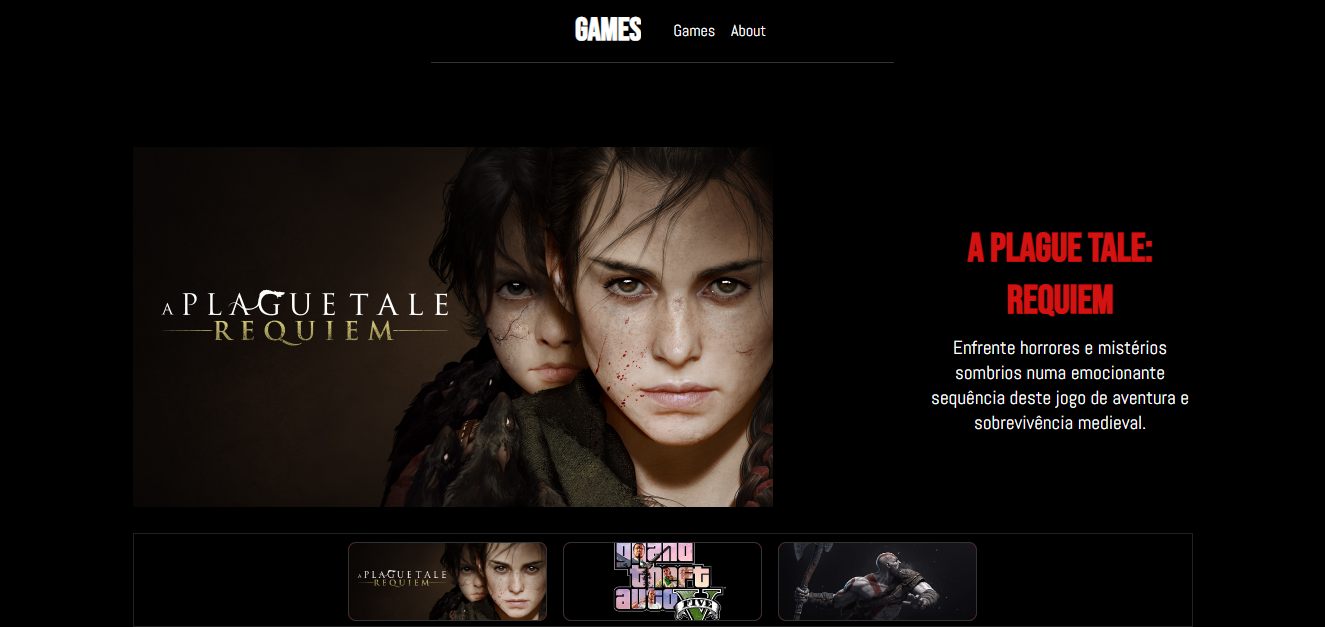 GAMES Games About
A PLAGUE TALE
REQUIEM
A PLAGUE TALE:
REQUIEM
Enfrente horrores e mistérios
sombrios numa emocionante
sequência deste jogo de aventura e
sobrevivência medieval.
A PLAGUE TALE
REQUIEM
grand
theft
auto
FIVE